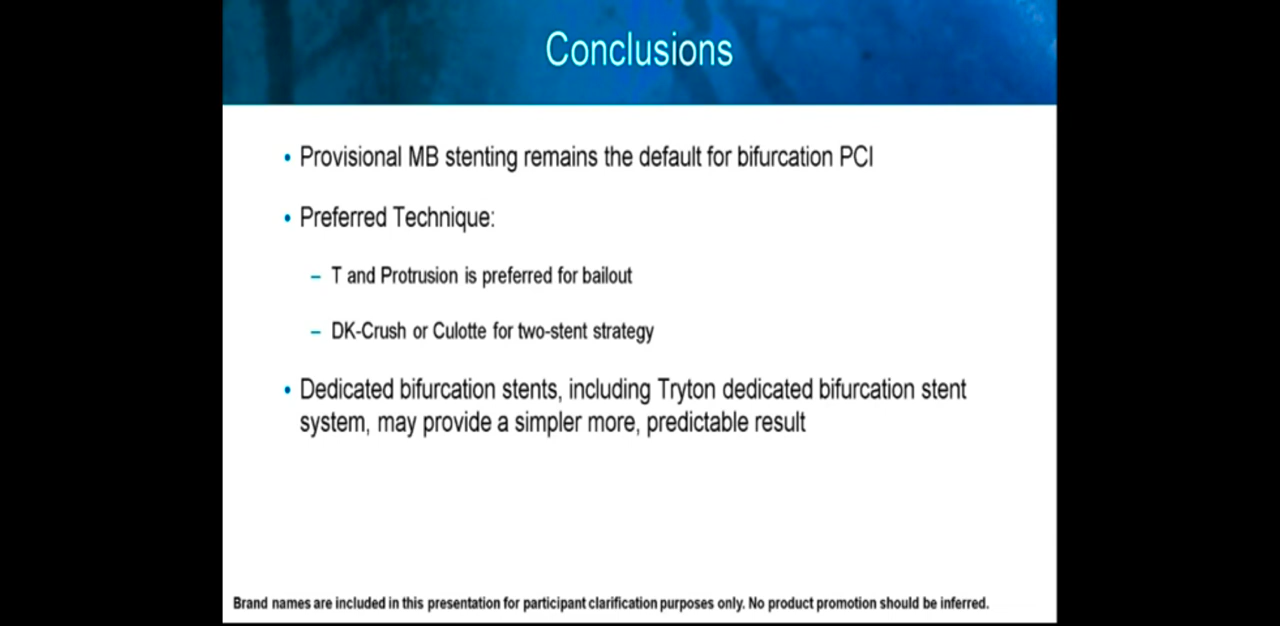 Conclusions
• Provisional MB stenting remains the default for bifurcation PCI
• Preferred Technique:
– T and Protrusion is preferred for bailout
– DK-Crush or Culotte for two-stent strategy
• Dedicated bifurcation stents, including Tryton dedicated bifurcation stent
system, may provide a simpler more, predictable result
Brand names are included in this presentation for participant clarification purposes only. No product promotion should be inferred.